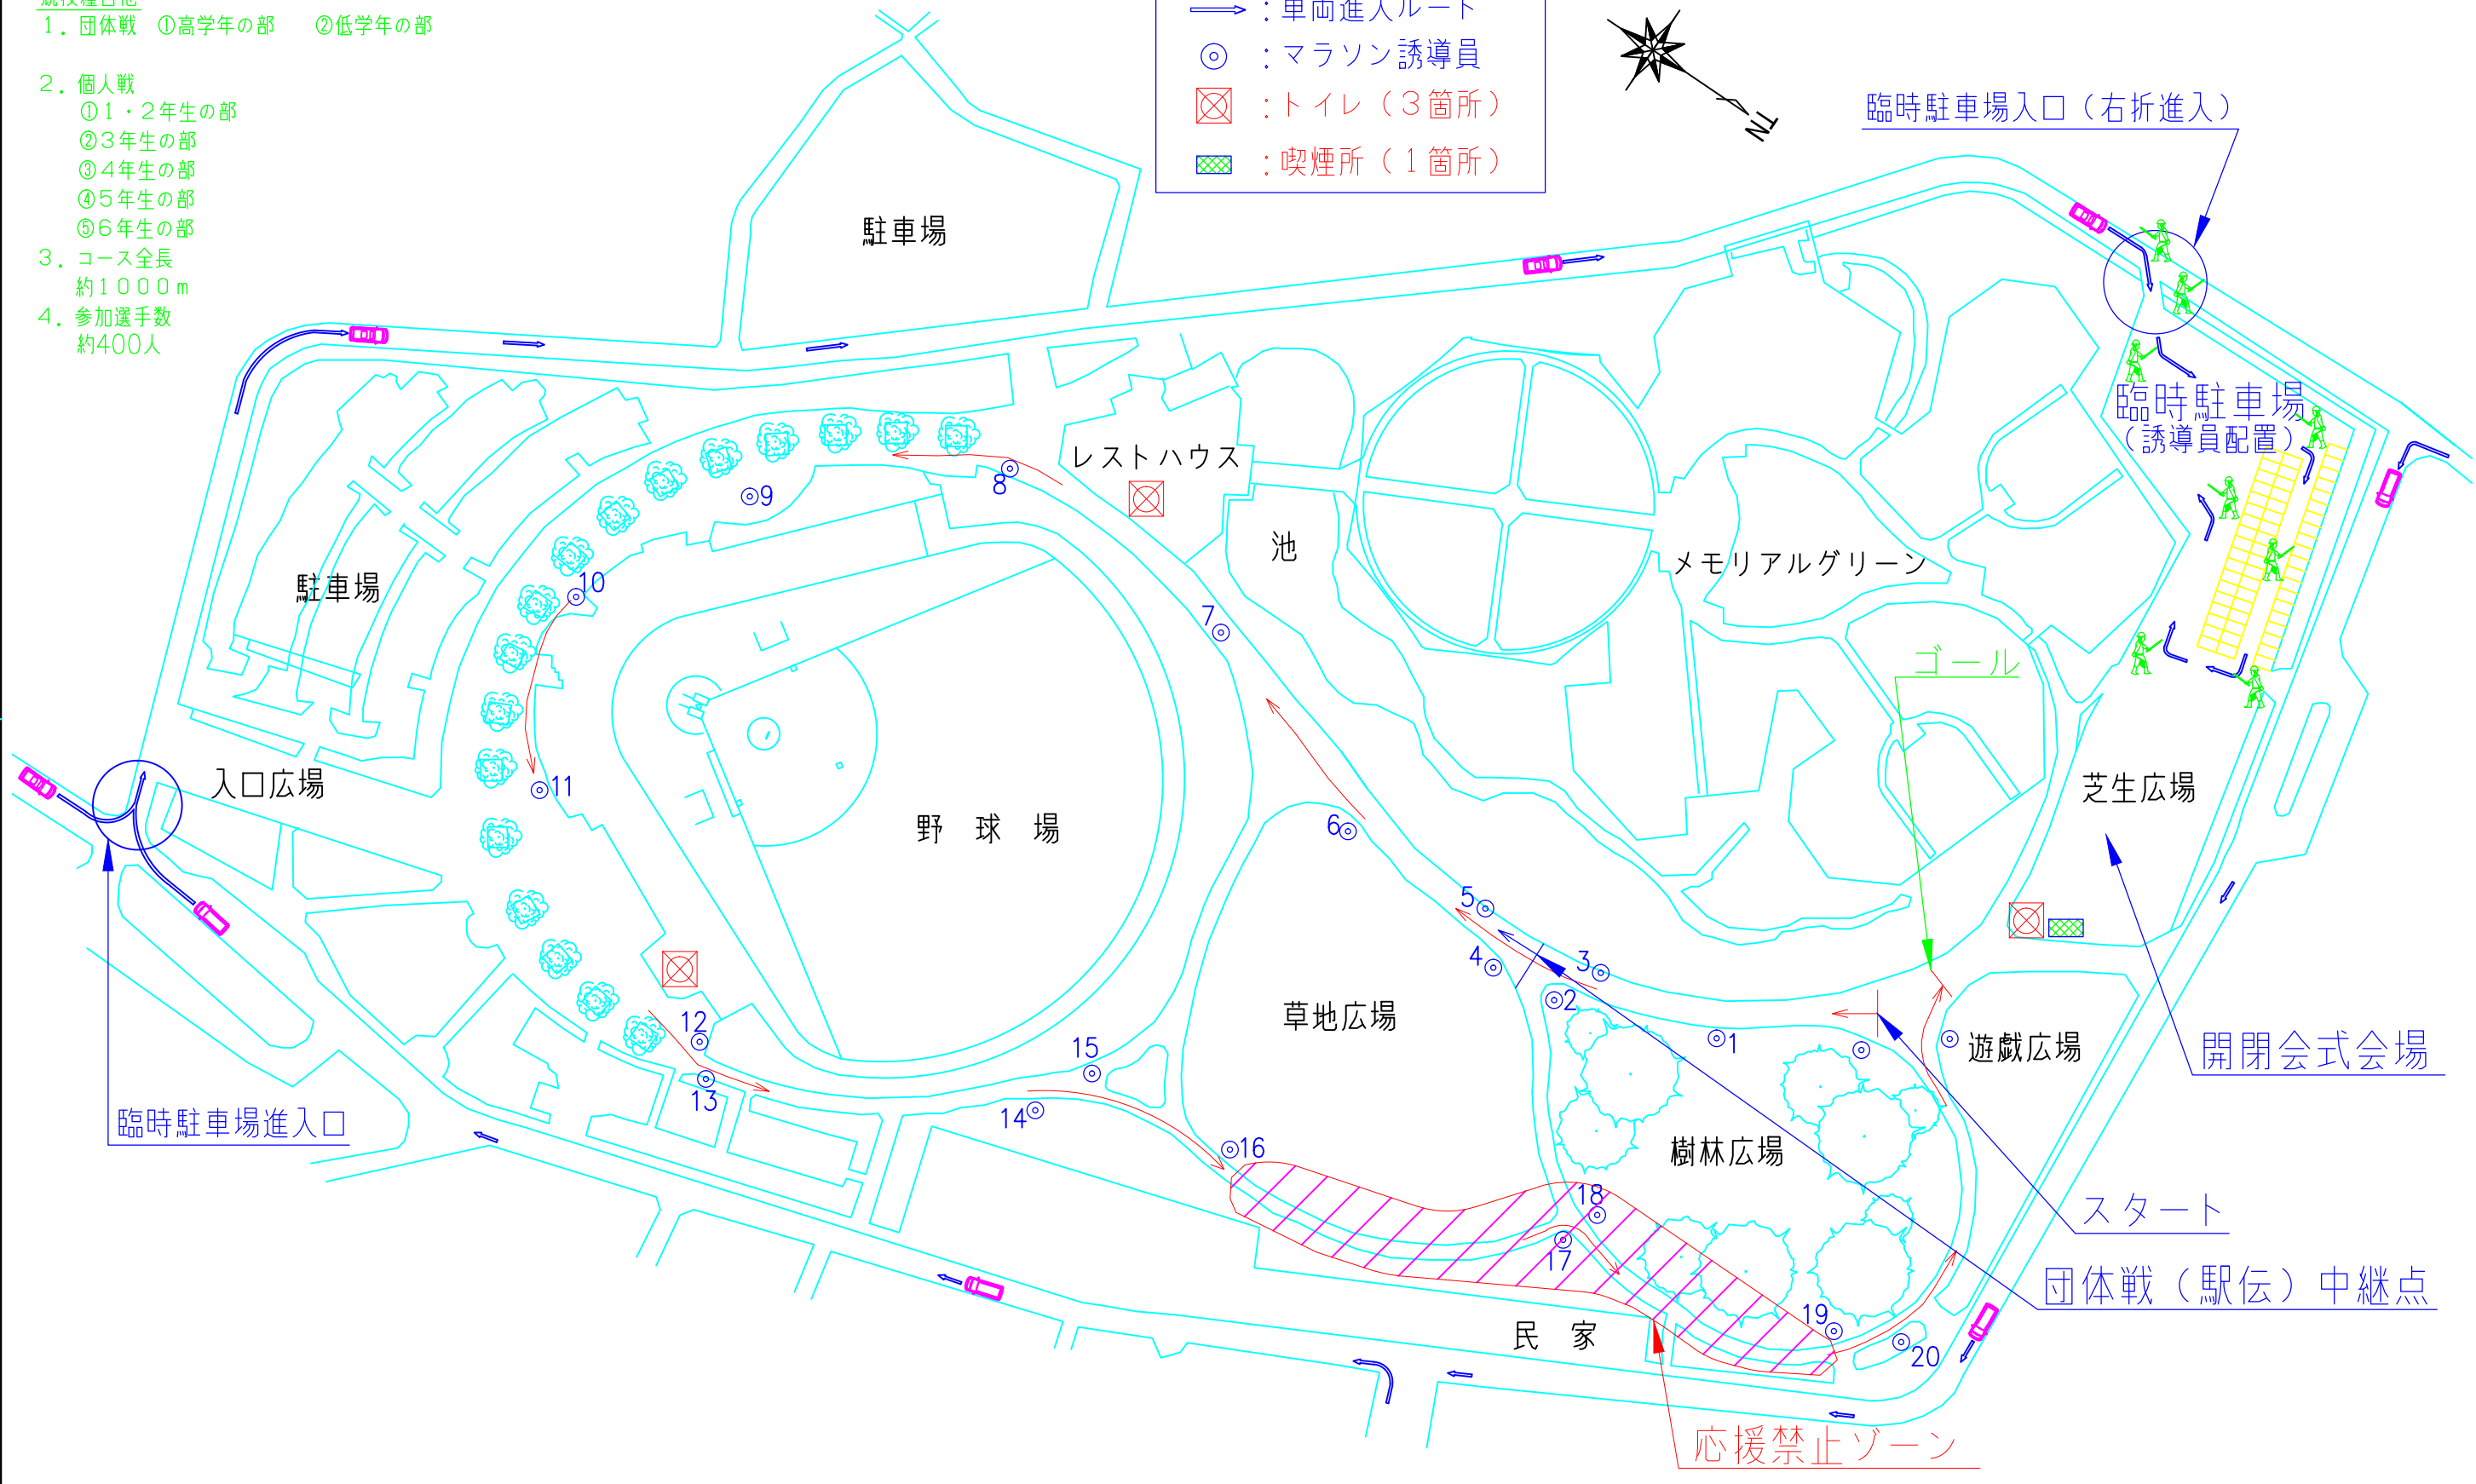 競技種目他
1. 団体戦 ①高学年の部 ②低学年の部
2. 個人戦
①1・2年生の部
②3年生の部
③4年生の部
④5年生の部
⑤6年生の部
3. コース全長
約1000m
4. 参加選手数
約400人
：車両進入ルート
：マラソン誘導員
：トイレ（3箇所）
：喫煙所（1箇所）
TN
臨時駐車場入口（右折進入）
駐車場
臨時駐車場
（誘導員配置）
レストハウス
8
9
池
メモリアルグリーン
駐車場
10
7
ゴール
入口広場
11
芝生広場
野 球 場
6
5
4
3
2
草地広場
12
15
1
遊戯広場
開閉会式会場
13
14
臨時駐車場進入口
16
樹林広場
18
スタート
17
団体戦（駅伝）中継点
19
民 家
20
応援禁止ゾーン